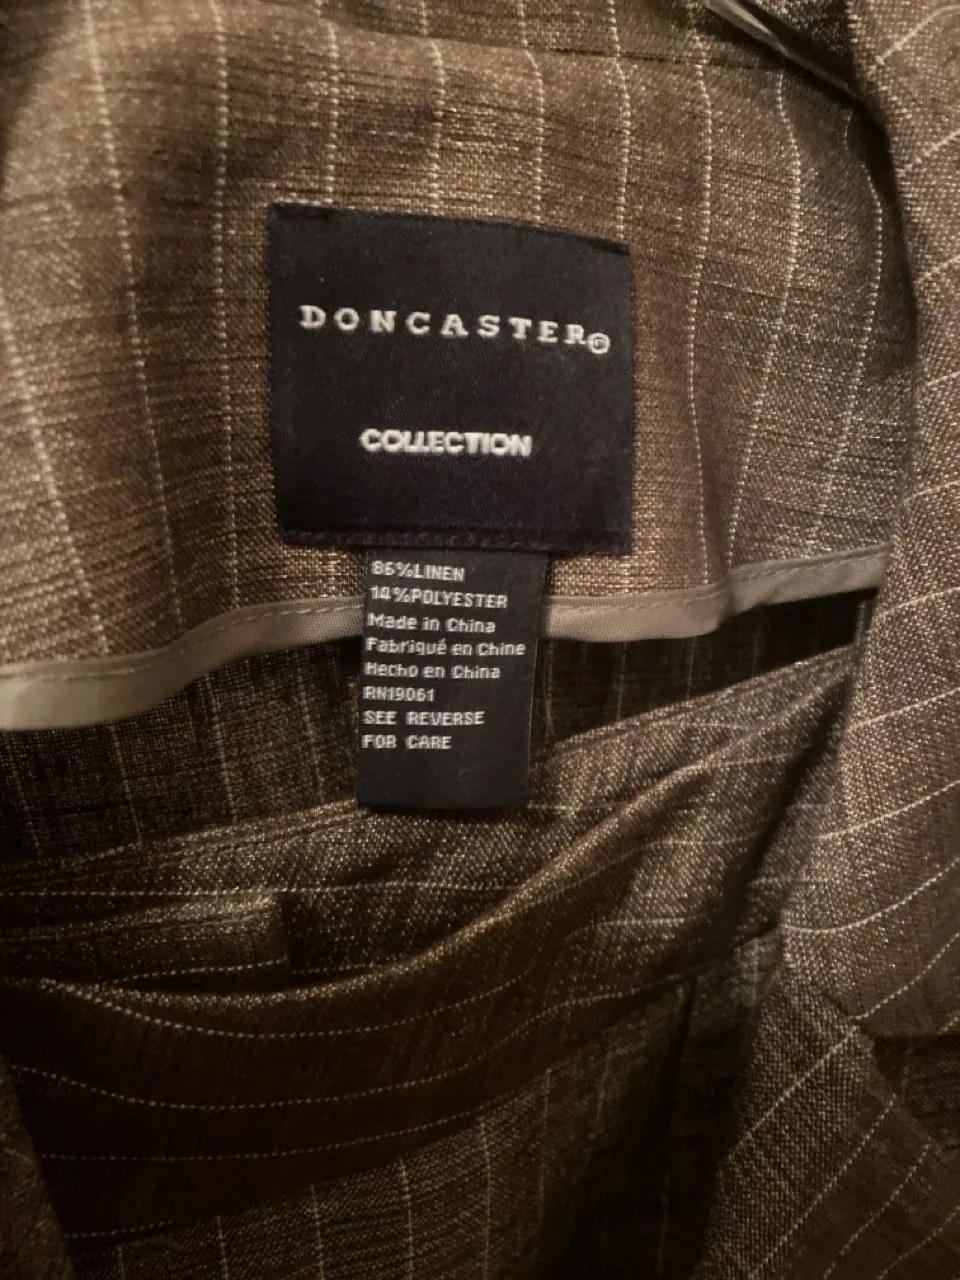 DONCASTER®
COLLECTION
86%LINEN
14%POLYESTER
Made in China
Fabriqué en Chine
Hecho en China
RN19061
SEE REVERSE
FOR CARE